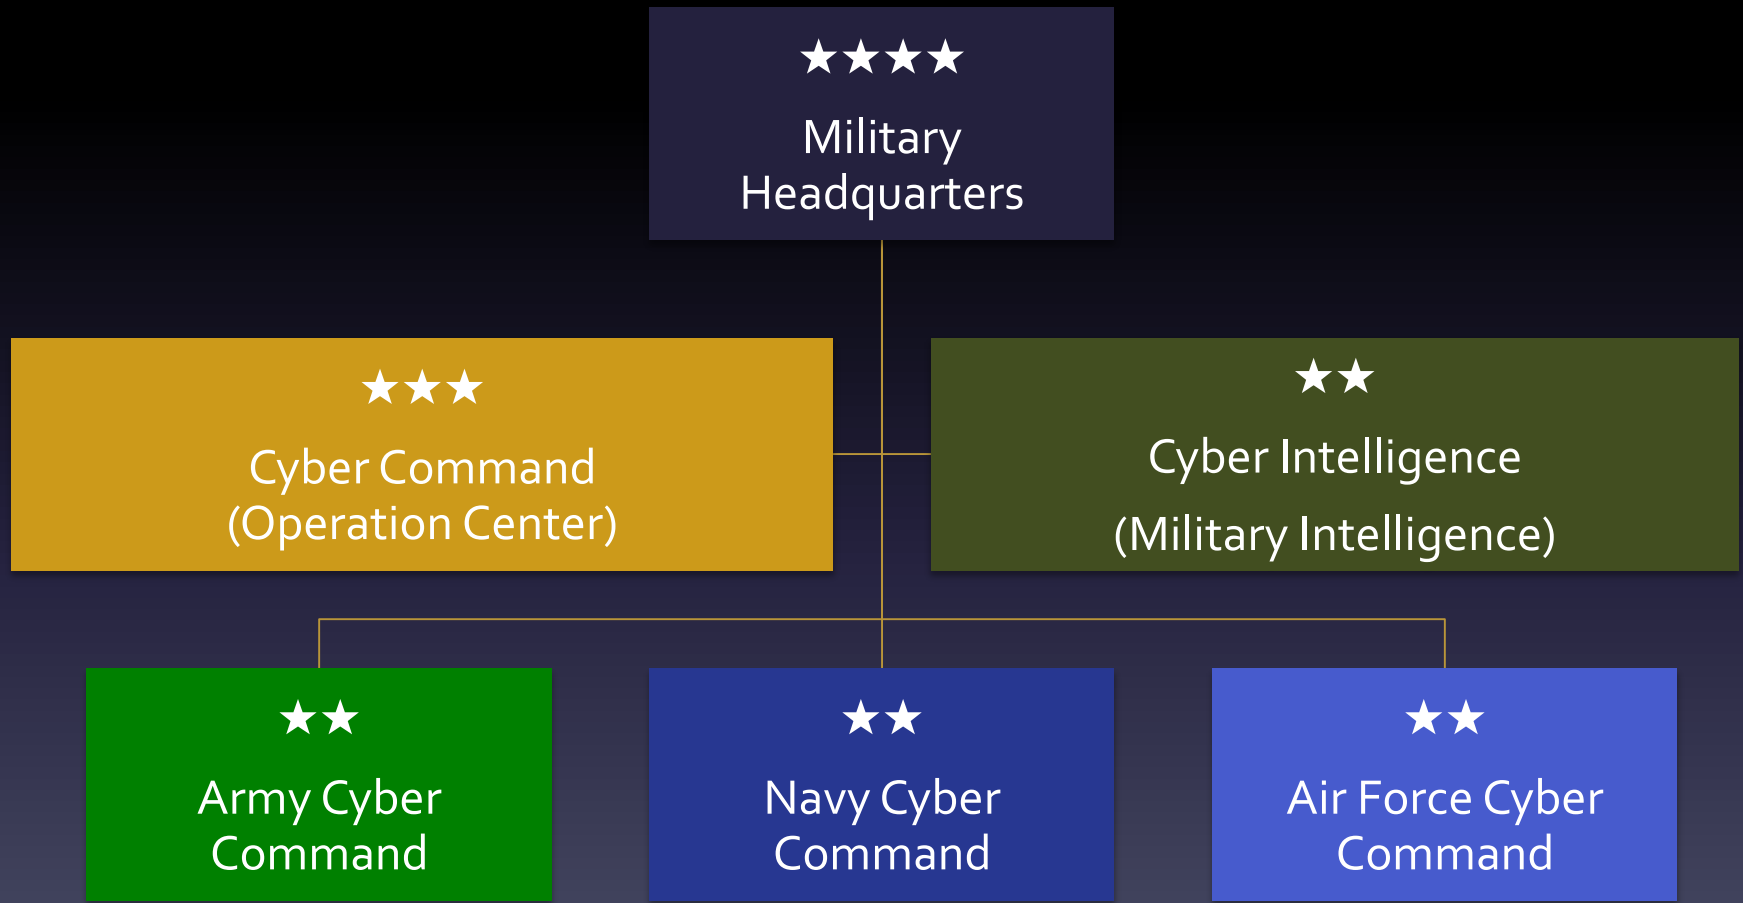 ★★★★
Military
Headquarters
★★★
Cyber Command
(Operation Center)
★★
Cyber Intelligence
(Military Intelligence)
★★
Army Cyber
Command
★★
Navy Cyber
Command
★★
Air Force Cyber
Command